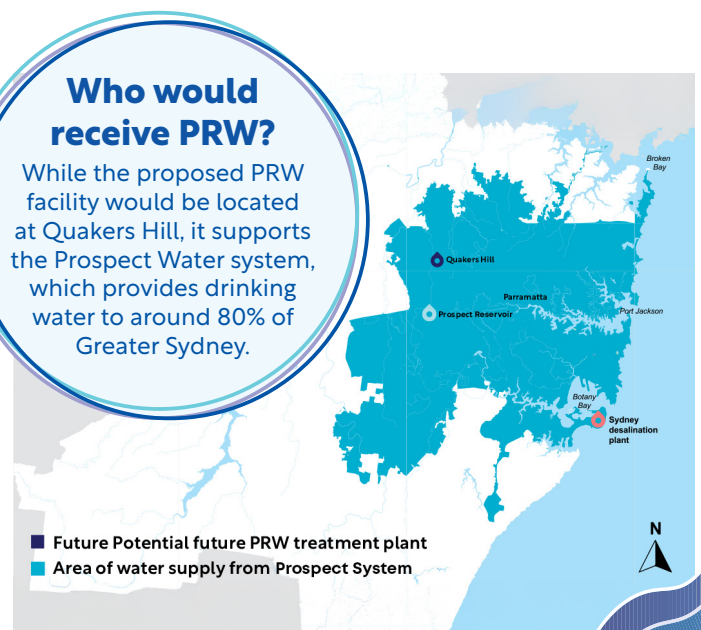 Who would
receive PRW?
While the proposed PRW
facility would be located
at Quakers Hill, it supports
the Prospect Water system,
which provides drinking
water to around 80% of
Greater Sydney.
Broken
Bay
Quakers Hill
Parramatta
Prospect Reservoir
Port Jackson
Botany
Bay
Sydney
desalination
plant
Future Potential future PRW treatment plant
Area of water supply from Prospect System
N